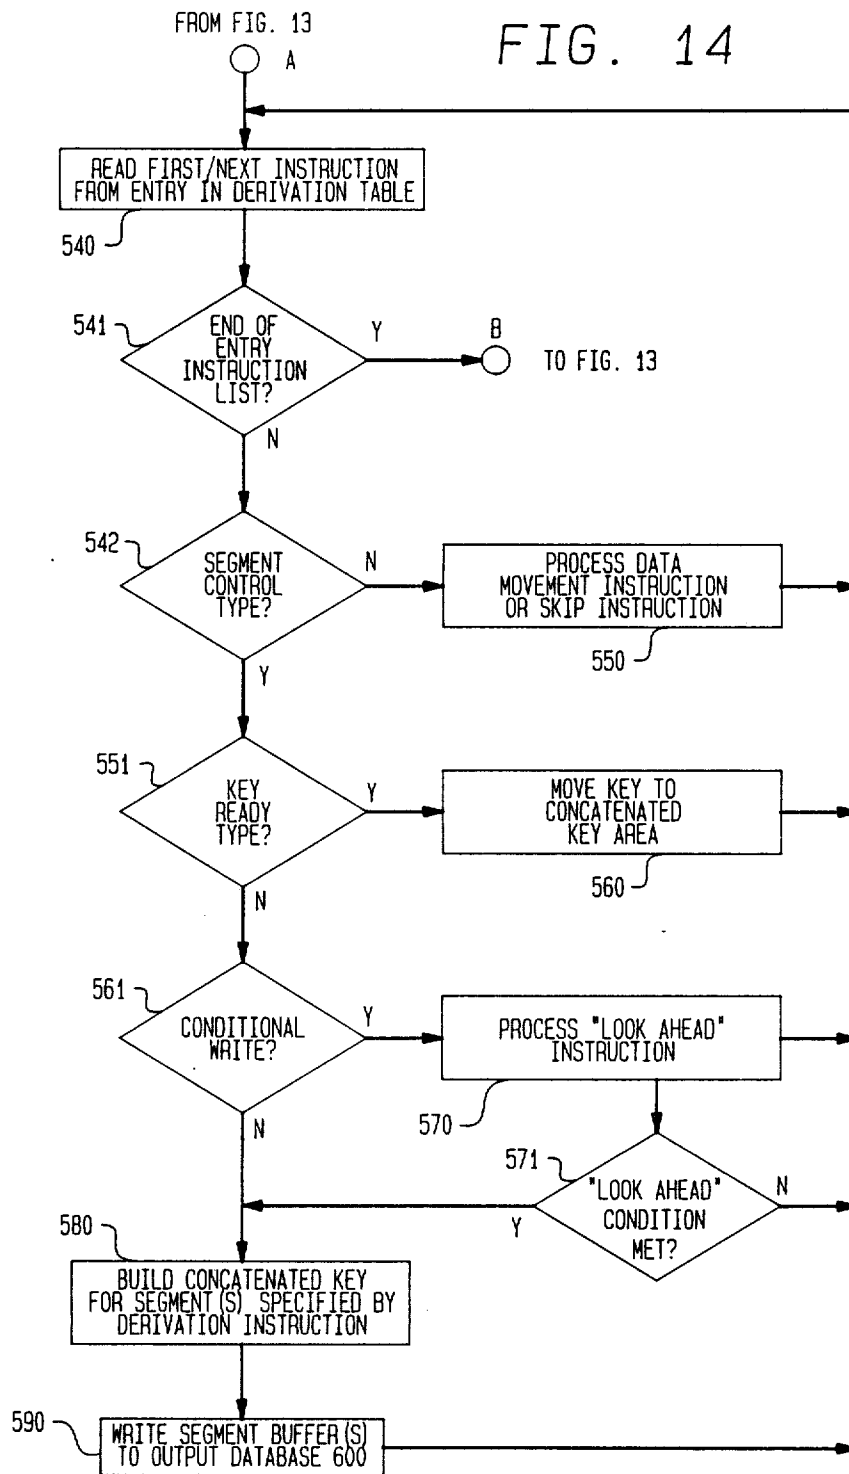 FROM FIG. 13
A
FIG. 14
READ FIRST/NEXT INSTRUCTION
FROM ENTRY IN DERIVATION TABLE
540
541
END OF
ENTRY
INSTRUCTION
LIST?
Y
B
TO FIG. 13
N
542
SEGMENT
CONTROL
TYPE?
N
PROCESS DATA
MOVEMENT INSTRUCTION
OR SKIP INSTRUCTION
550
Y
551
KEY
READY
TYPE?
Y
MOVE KEY TO
CONCATENATED
KEY AREA
560
N
561
CONDITIONAL
WRITE?
Y
PROCESS "LOOK AHEAD"
INSTRUCTION
570
N
571
"LOOK AHEAD"
CONDITION
MET?
N
Y
580
BUILD CONCATENATED KEY
FOR SEGMENT(S) SPECIFIED BY
DERIVATION INSTRUCTION
590
WRITE SEGMENT BUFFER(S)
TO OUTPUT DATABASE 600